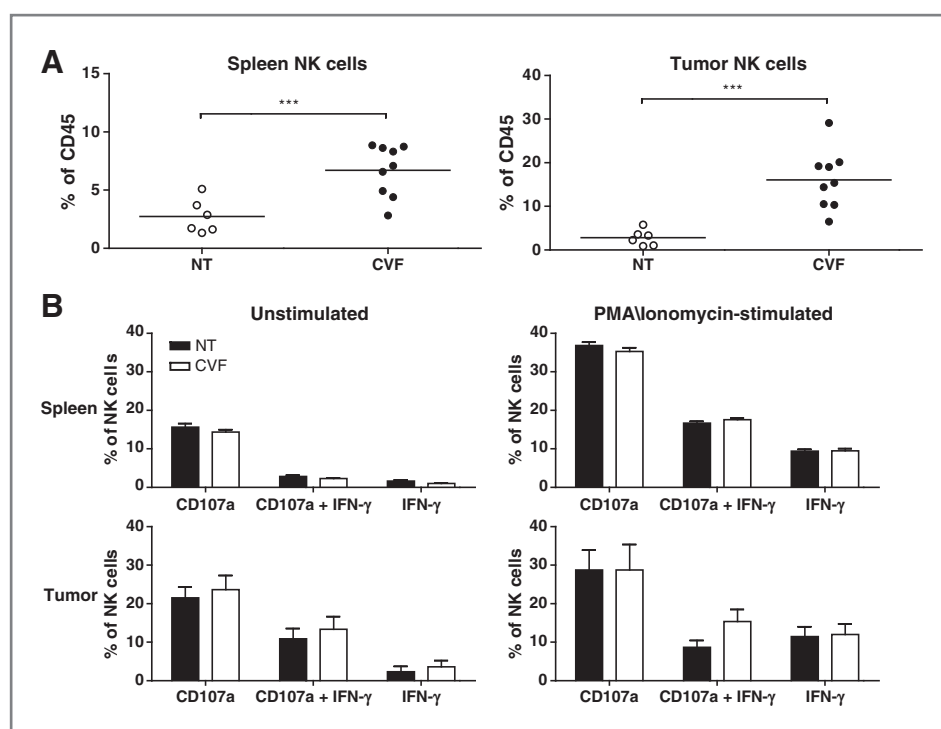 A
Spleen NK cells
% of CD45
15
10
5
0
***
NT
CVF
Tumor NK cells
% of CD45
40
30
20
10
0
***
NT
CVF
B
Unstimulated
Spleen
% of NK cells
40
30
20
10
0
NT
CVF
CD107a
CD107a + IFN-γ
IFN-γ
PMA\Ionomycin-stimulated
% of NK cells
40
30
20
10
0
CD107a
CD107a + IFN-γ
IFN-γ
Tumor
% of NK cells
40
30
20
10
0
CD107a
CD107a + IFN-γ
IFN-γ
% of NK cells
40
30
20
10
0
CD107a
CD107a + IFN-γ
IFN-γ